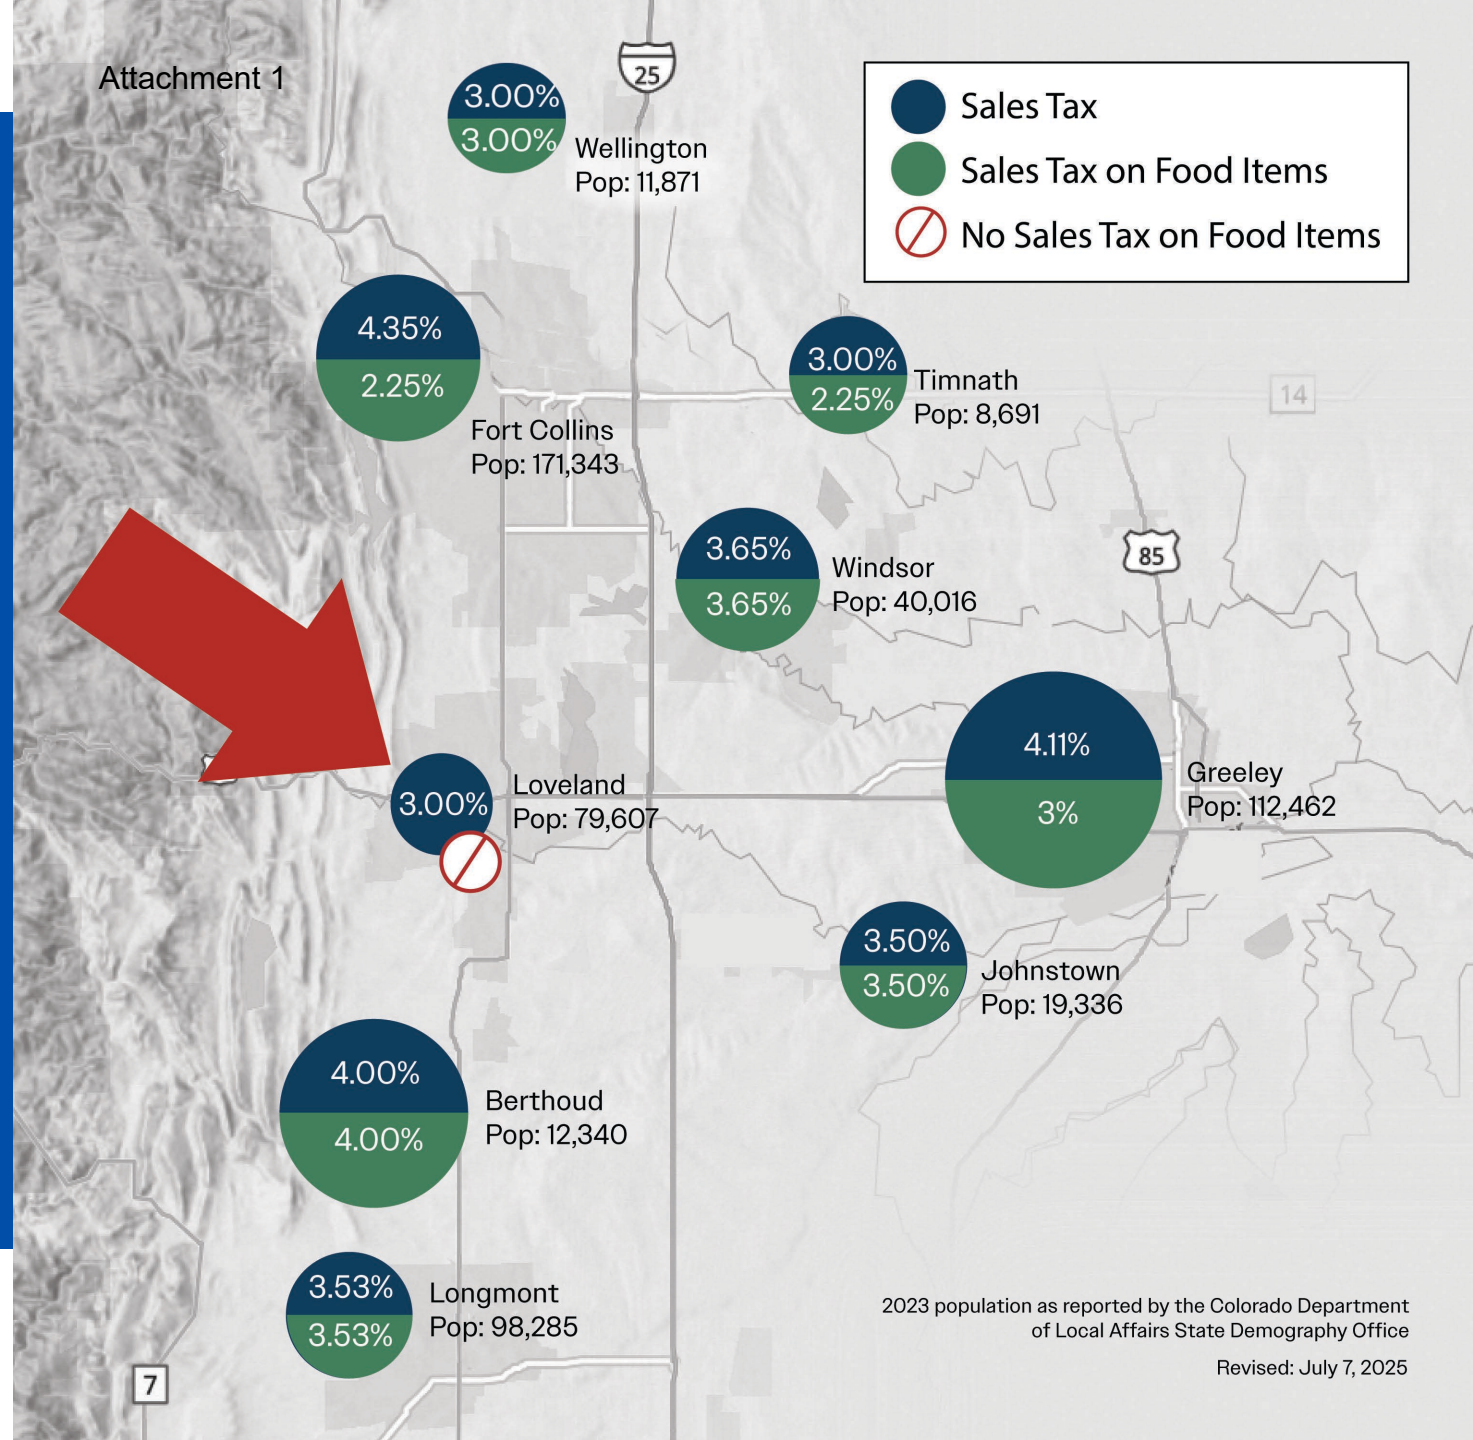 Attachment 1
25
Sales Tax
Sales Tax on Food Items
No Sales Tax on Food Items
3.00%
3.00%
Wellington
Pop: 11,871
4.35%
2.25%
Fort Collins
Pop: 171,343
3.00%
2.25%
Timnath
Pop: 8,691
14
3.65%
3.65%
Windsor
Pop: 40,016
85
3.00%
Loveland
Pop: 79,607
4.11%
3%
Greeley
Pop: 112,462
3.50%
3.50%
Johnstown
Pop: 19,336
4.00%
4.00%
Berthoud
Pop: 12,340
3.53%
3.53%
Longmont
Pop: 98,285
7
2023 population as reported by the Colorado Department
of Local Affairs State Demography Office
Revised: July 7, 2025